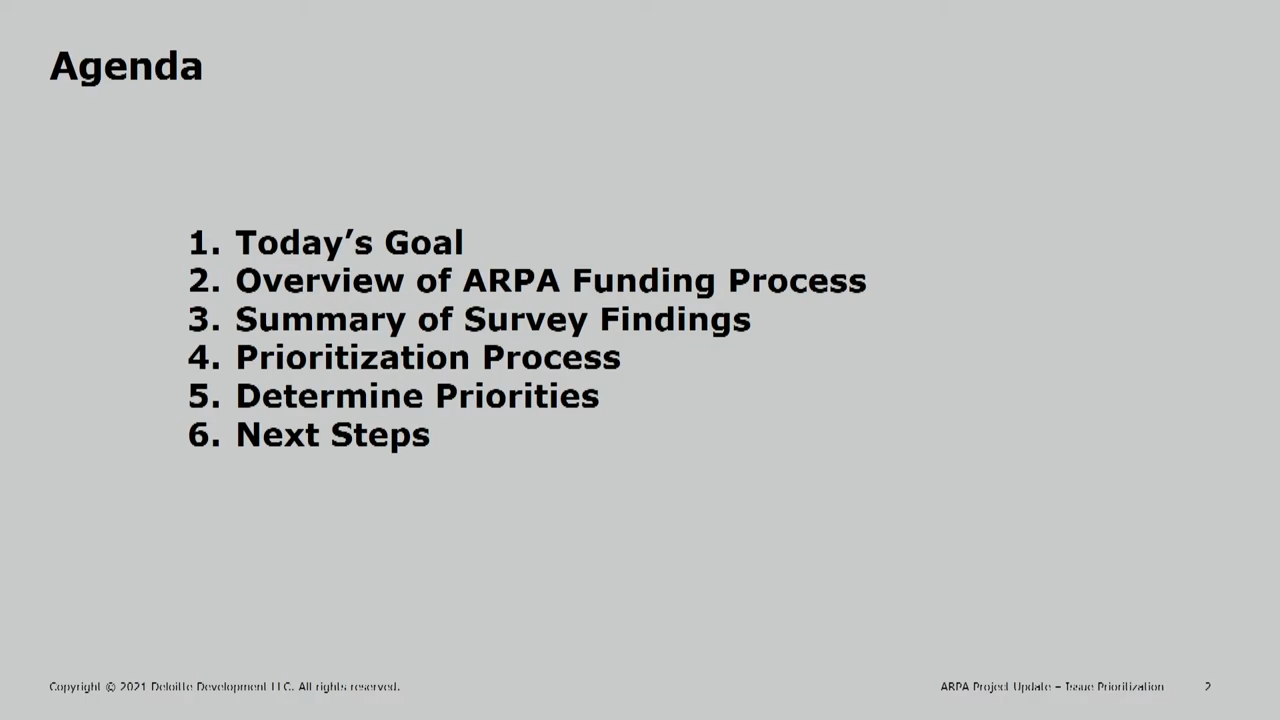 Agenda
1. Today’s Goal
2. Overview of ARPA Funding Process
3. Summary of Survey Findings
4. Prioritization Process
5. Determine Priorities
6. Next Steps
Copyright © 2021 Deloitte Development LLC. All rights reserved.
ARPA Project Update – Issue Prioritization 2